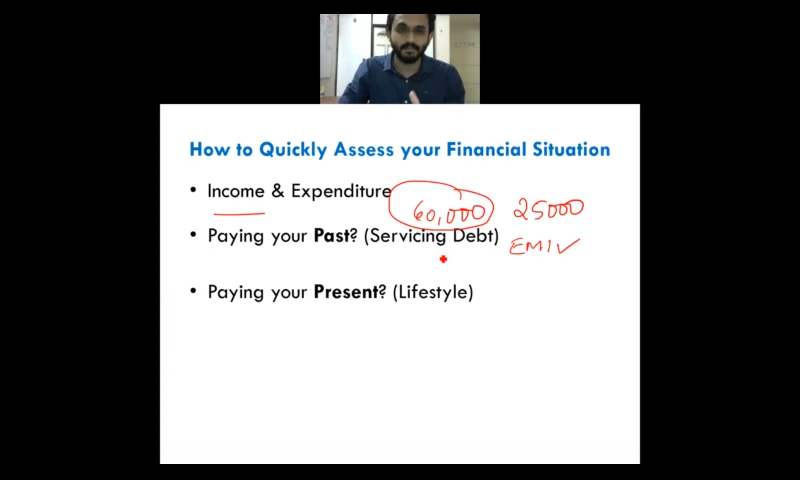 How to Quickly Assess your Financial Situation
• Income & Expenditure
60,000 25000
• Paying your Past? (Servicing Debt)
EMI ✓
• Paying your Present? (Lifestyle)